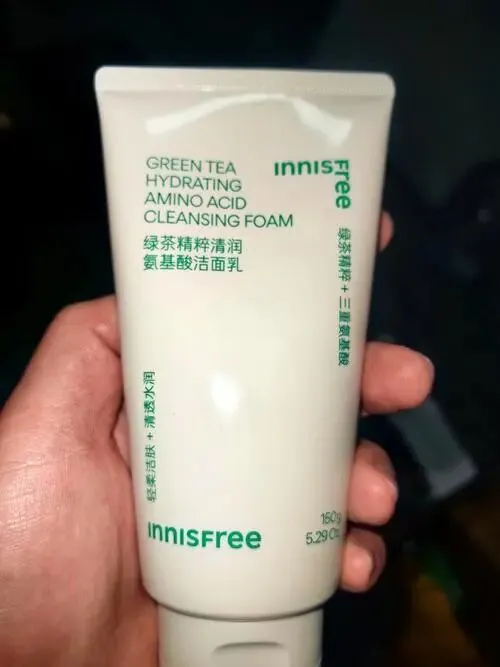 GREEN TEA
HYDRATING
AMINO ACID
CLEANSING FOAM
绿茶精粹清润
氨基酸洁面乳
innisfree
绿茶精粹 + 三重氨基酸
轻柔洁肤 + 清透水润
innisfree
150g
5.29 Oz.